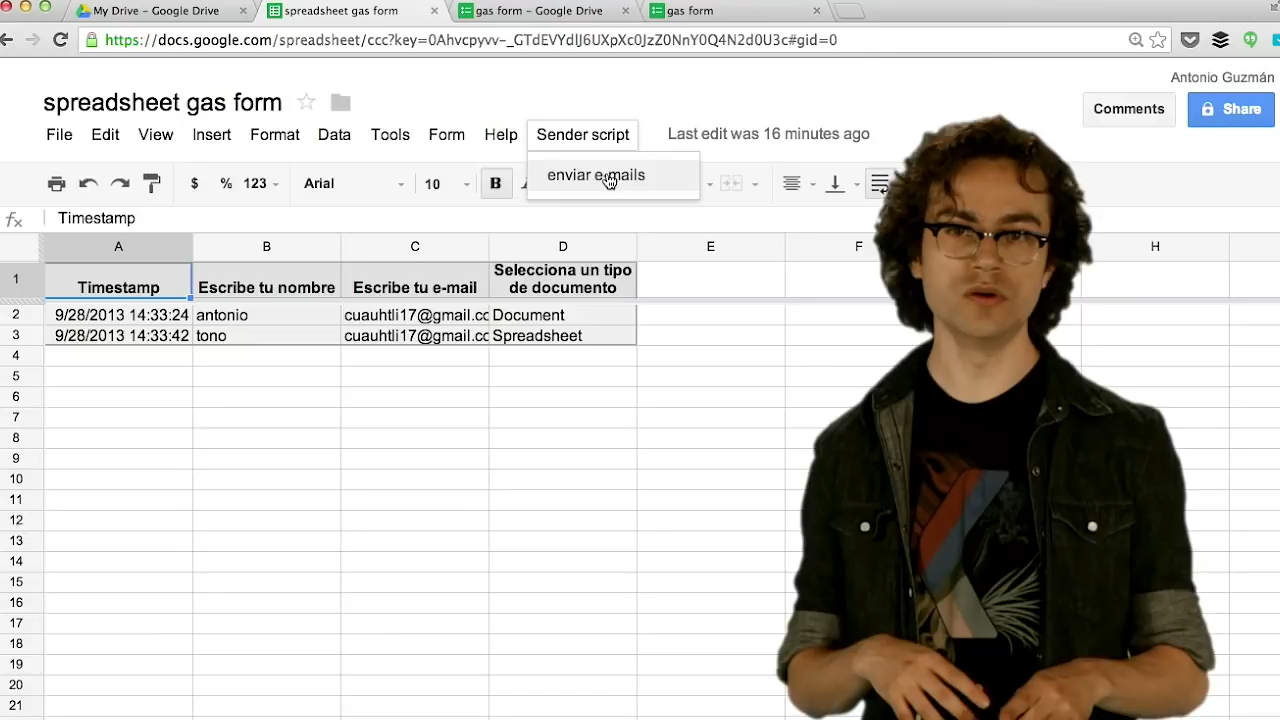 My Drive – Google Drive
spreadsheet gas form
gas form – Google Drive
gas form
https://docs.google.com/spreadsheet/ccc?key=0Ahvcpyvv-_GTdEVYdlJ6UXpXc0JzZ0NnY0Q4N2d0U3c#gid=0
Antonio Guzmán
spreadsheet gas form
Comments
Share
File Edit View Insert Format Data Tools Form Help Sender script Last edit was 16 minutes ago
enviar e-mails
$ % 123 Arial 10 B
fx Timestamp
A B C D E F H
1 Timestamp Escribe tu nombre Escribe tu e-mail Selecciona un tipo
de documento
2 9/28/2013 14:33:24 antonio cuauhtli17@gmail.cc Document
3 9/28/2013 14:33:42 tono cuauhtli17@gmail.cc Spreadsheet
4
5
6
7
8
9
10
11
12
13
14
15
16
17
18
19
20
21